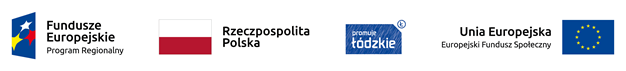 Fundusze
Europejskie
Program Regionalny
Rzeczpospolita
Polska
promuje
łódzkie
Unia Europejska
Europejski Fundusz Społeczny